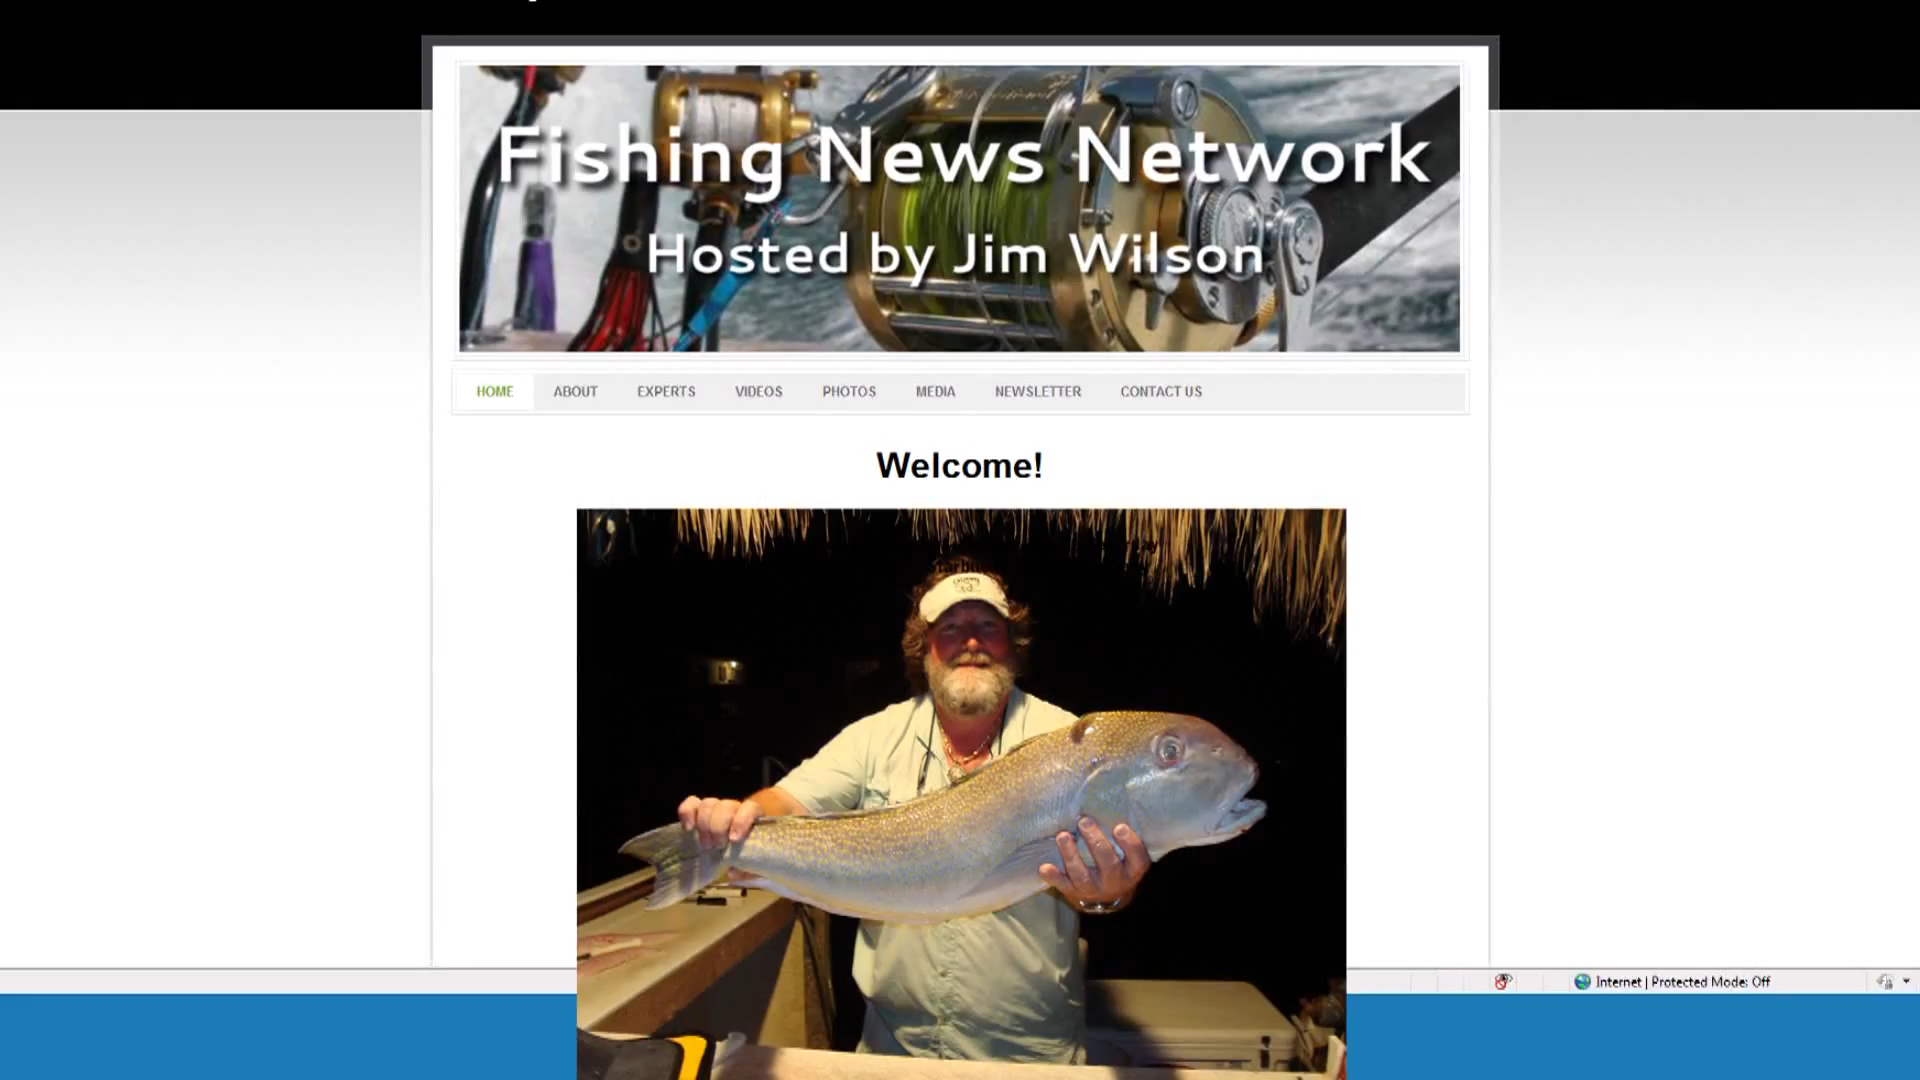 Fishing News Network
Hosted by Jim Wilson
HOME ABOUT EXPERTS VIDEOS PHOTOS MEDIA NEWSLETTER CONTACT US
Welcome!
Internet | Protected Mode: Off